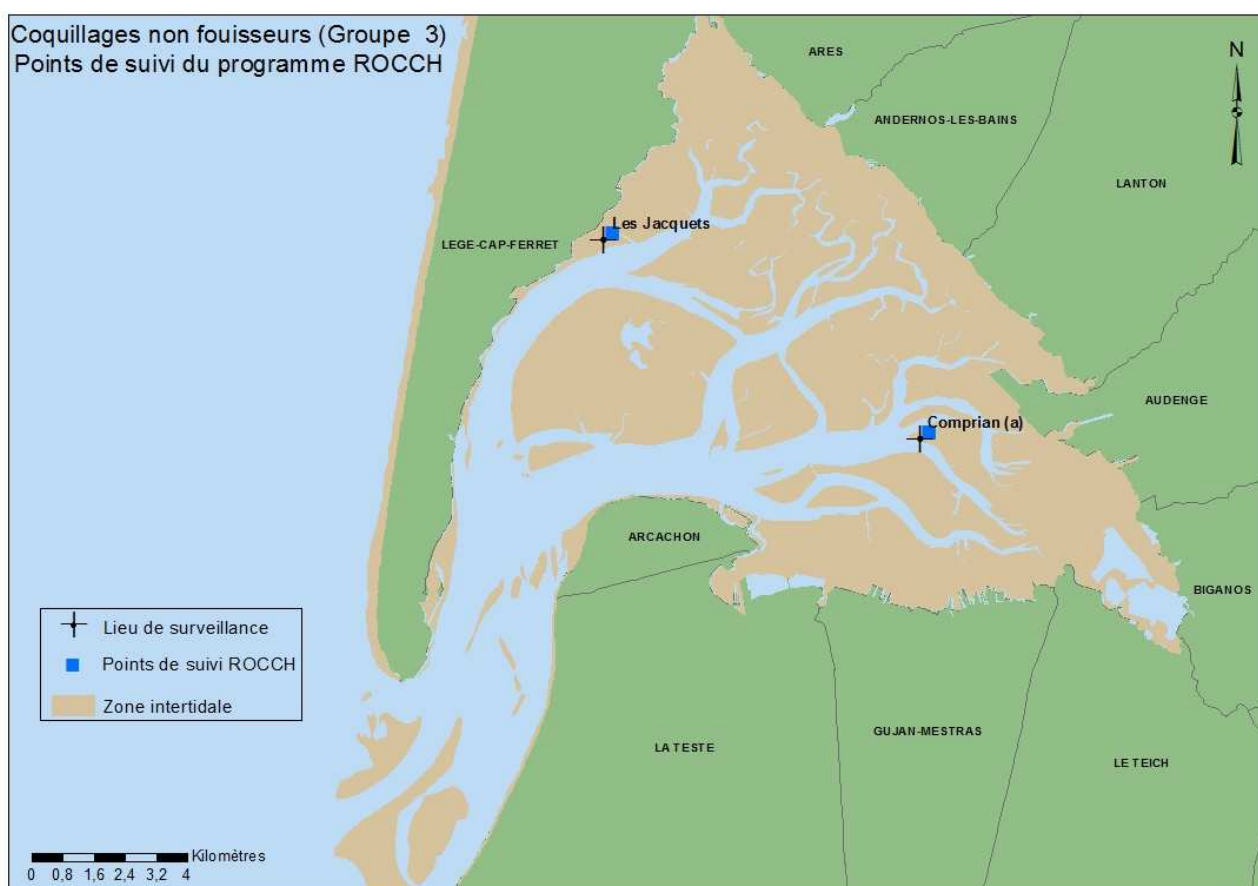 Coquillages non fouisseurs (Groupe 3)
Points de suivi du programme ROCCH
N
ARES
ANDERNOS-LES-BAINS
LANTON
Les Jacquets
LEGE-CAP-FERRET
AUDENGE
Comprian (a)
ARCACHON
BIGANOS
Lieu de surveillance
Points de suivi ROCCH
Zone intertidale
GUJAN-MESTRAS
LA TESTE
LE TEICH
Kilomètres
0 0,8 1,6 2,4 3,2 4